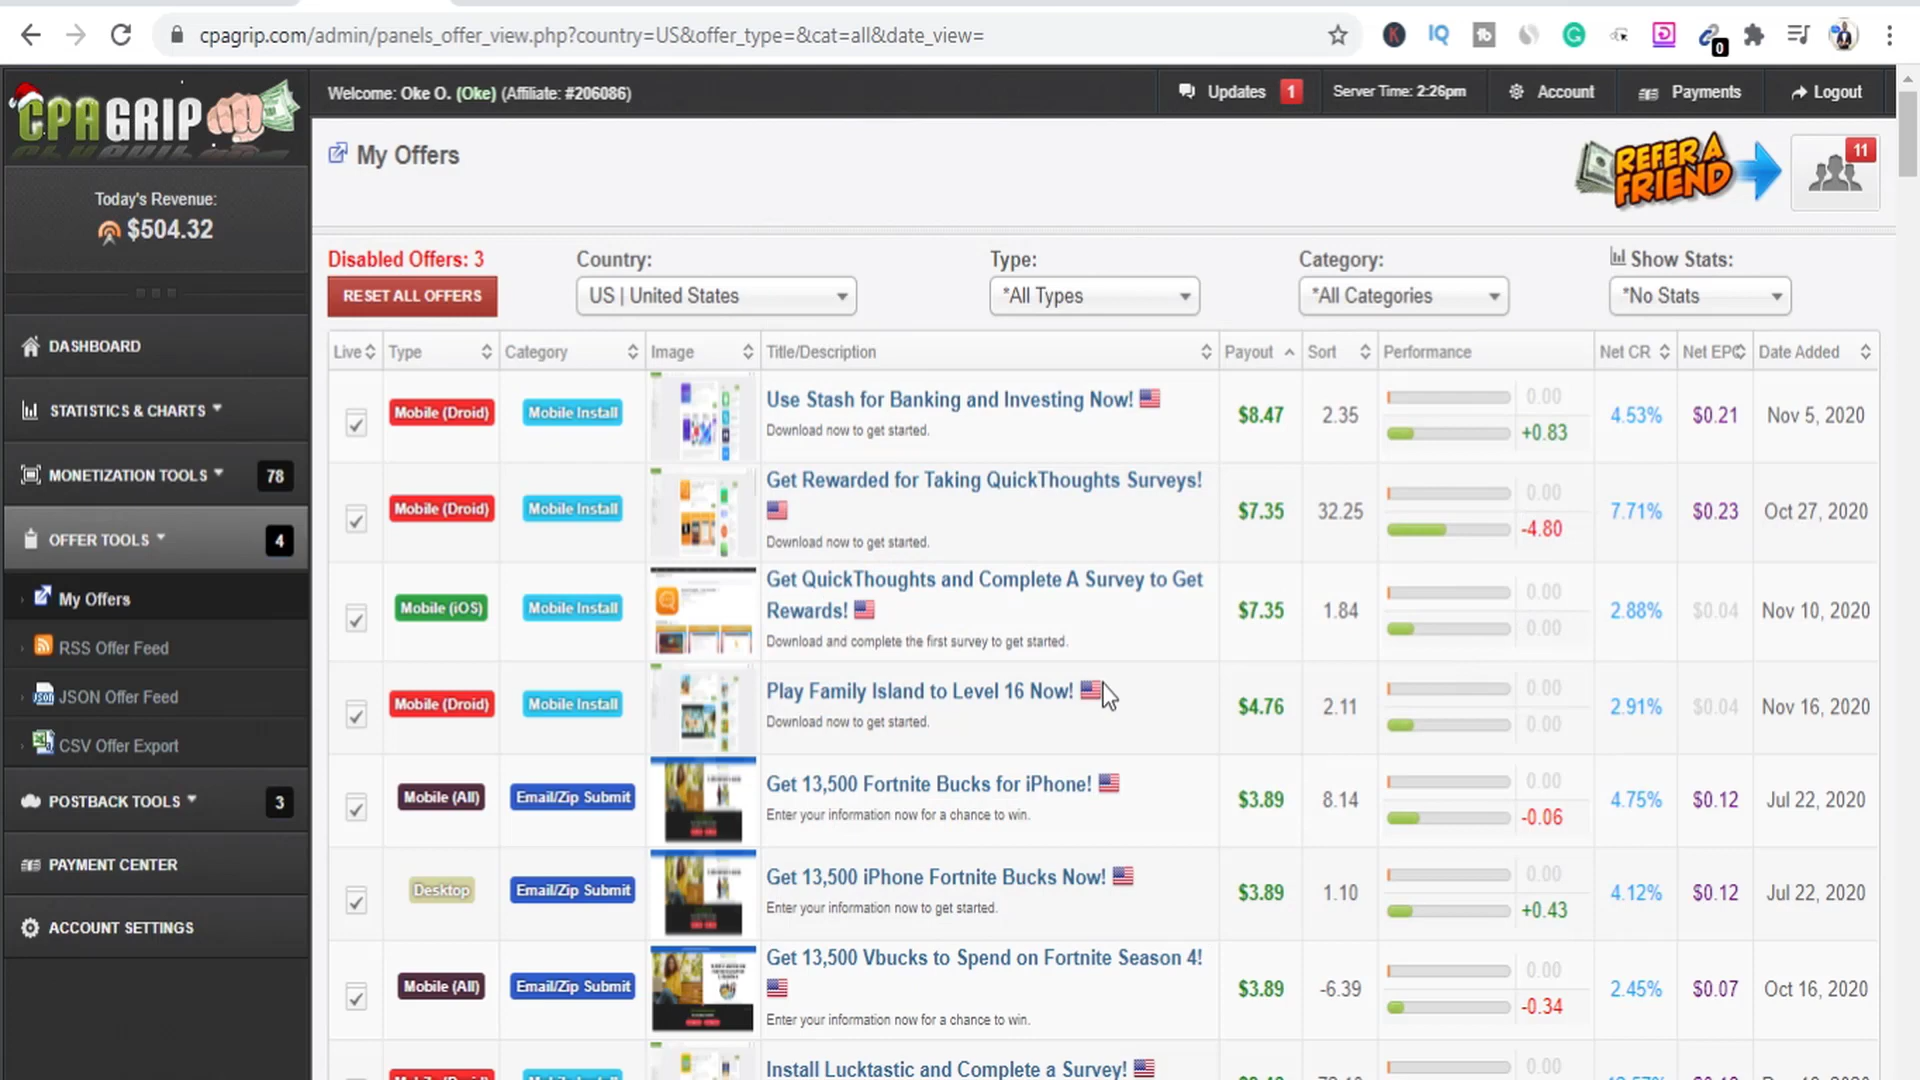 cpagrip.com/admin/panels_offer_view.php?country=US&offer_type=&cat=all&date_view=
0
CPAGRIP
Welcome: Oke O. (Oke) (Affiliate: #206086)
Updates 1
Server Time: 2:26pm
Account
Payments
Logout
My Offers
REFER A FRIEND
11
Today's Revenue:
$504.32
Disabled Offers: 3
RESET ALL OFFERS
Country:
US | United States
Type:
*All Types
Category:
*All Categories
Show Stats:
*No Stats
DASHBOARD
STATISTICS & CHARTS
MONETIZATION TOOLS 78
OFFER TOOLS 4
My Offers
RSS Offer Feed
JSON Offer Feed
CSV Offer Export
POSTBACK TOOLS 3
PAYMENT CENTER
ACCOUNT SETTINGS
Live Type Category Image Title/Description Payout Sort Performance Net CR Net EPC Date Added
Mobile (Droid) Mobile Install Use Stash for Banking and Investing Now! $8.47 2.35 0.00 4.53% $0.21 Nov 5, 2020
Download now to get started. +0.83
Mobile (Droid) Mobile Install Get Rewarded for Taking QuickThoughts Surveys! $7.35 32.25 0.00 7.71% $0.23 Oct 27, 2020
Download now to get started. -4.80
Mobile (iOS) Mobile Install Get QuickThoughts and Complete A Survey to Get
Rewards! $7.35 1.84 0.00 2.88% $0.04 Nov 10, 2020
Download and complete the first survey to get started. 0.00
Mobile (Droid) Mobile Install Play Family Island to Level 16 Now! $4.76 2.11 0.00 2.91% $0.04 Nov 16, 2020
Download now to get started. 0.00
Mobile (All) Email/Zip Submit Get 13,500 Fortnite Bucks for iPhone! $3.89 8.14 0.00 4.75% $0.12 Jul 22, 2020
Enter your information now for a chance to win. -0.06
Desktop Email/Zip Submit Get 13,500 iPhone Fortnite Bucks Now! $3.89 1.10 0.00 4.12% $0.12 Jul 22, 2020
Enter your information now to get started. +0.43
Mobile (All) Email/Zip Submit Get 13,500 Vbucks to Spend on Fortnite Season 4! $3.89 -6.39 0.00 2.45% $0.07 Oct 16, 2020
Enter your information now for a chance to win. -0.34
Install Lucktastic and Complete a Survey! 0.00